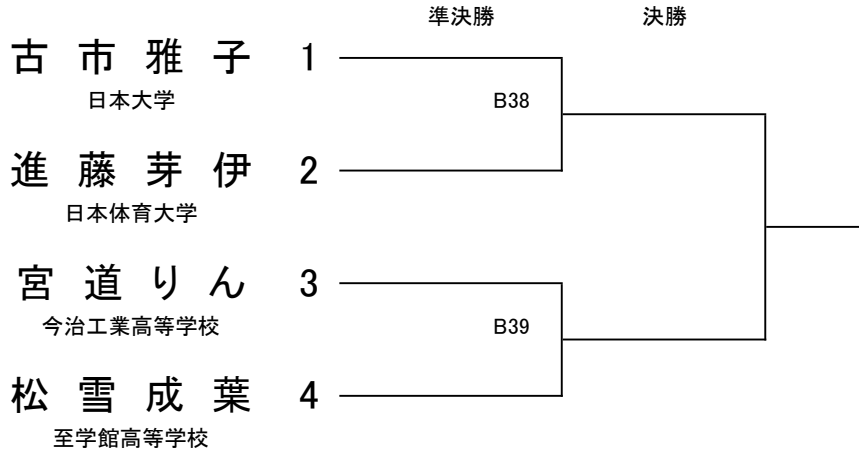 準決勝 決勝
古市雅子 1
日本大学
B38
進藤芽伊 2
日本体育大学
宮道りん 3
今治工業高等学校
B39
松雪成葉 4
至学館高等学校